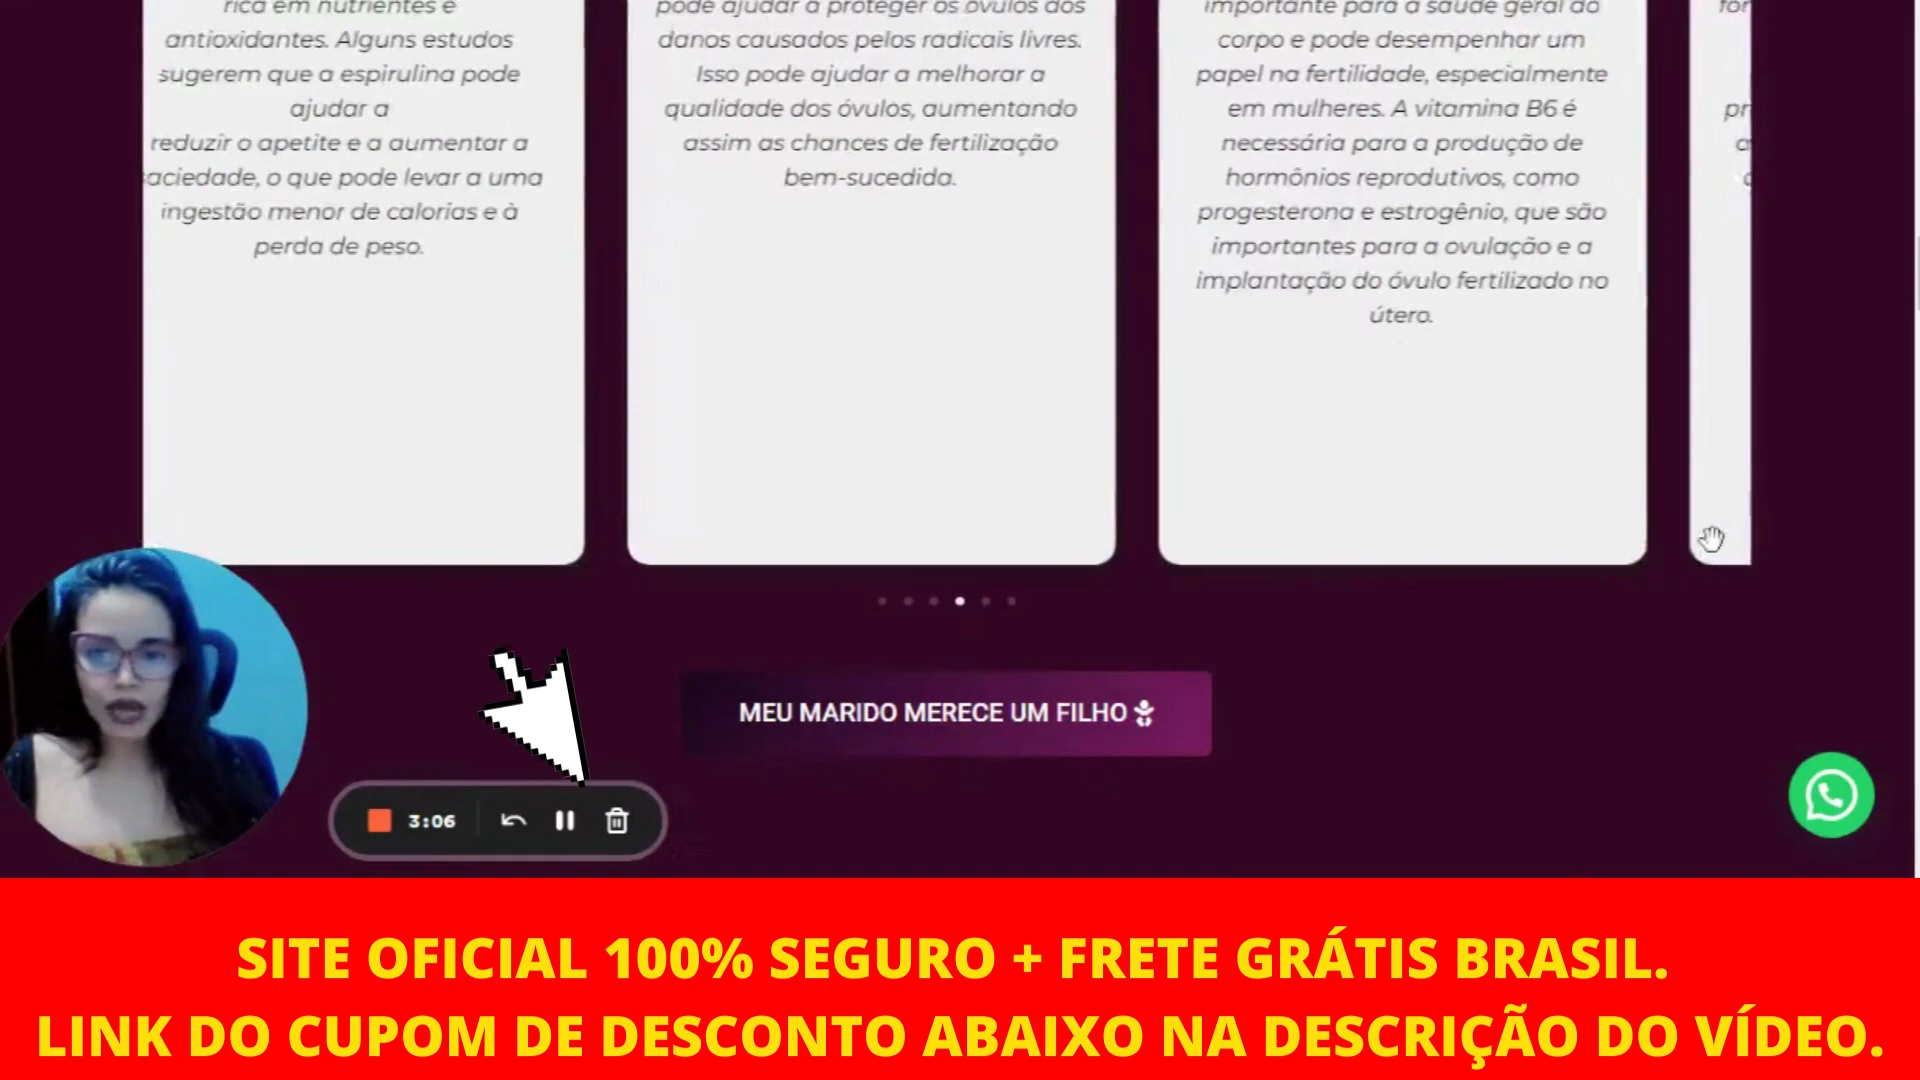 rica em nutrientes e
antioxidantes. Alguns estudos
sugerem que a espirulina pode
ajudar a
reduzir o apetite e a aumentar a
saciedade, o que pode levar a uma
ingestão menor de calorias e à
perda de peso.
pode ajudar a proteger os óvulos dos
danos causados pelos radicais livres.
Isso pode ajudar a melhorar a
qualidade dos óvulos, aumentando
assim as chances de fertilização
bem-sucedida.
importante para a saúde geral do
corpo e pode desempenhar um
papel na fertilidade, especialmente
em mulheres. A vitamina B6 é
necessária para a produção de
hormônios reprodutivos, como
progesterona e estrogênio, que são
importantes para a ovulação e a
implantação do óvulo fertilizado no
útero.
MEU MARIDO MERECE UM FILHO
3:06
SITE OFICIAL 100% SEGURO + FRETE GRÁTIS BRASIL.
LINK DO CUPOM DE DESCONTO ABAIXO NA DESCRIÇÃO DO VÍDEO.